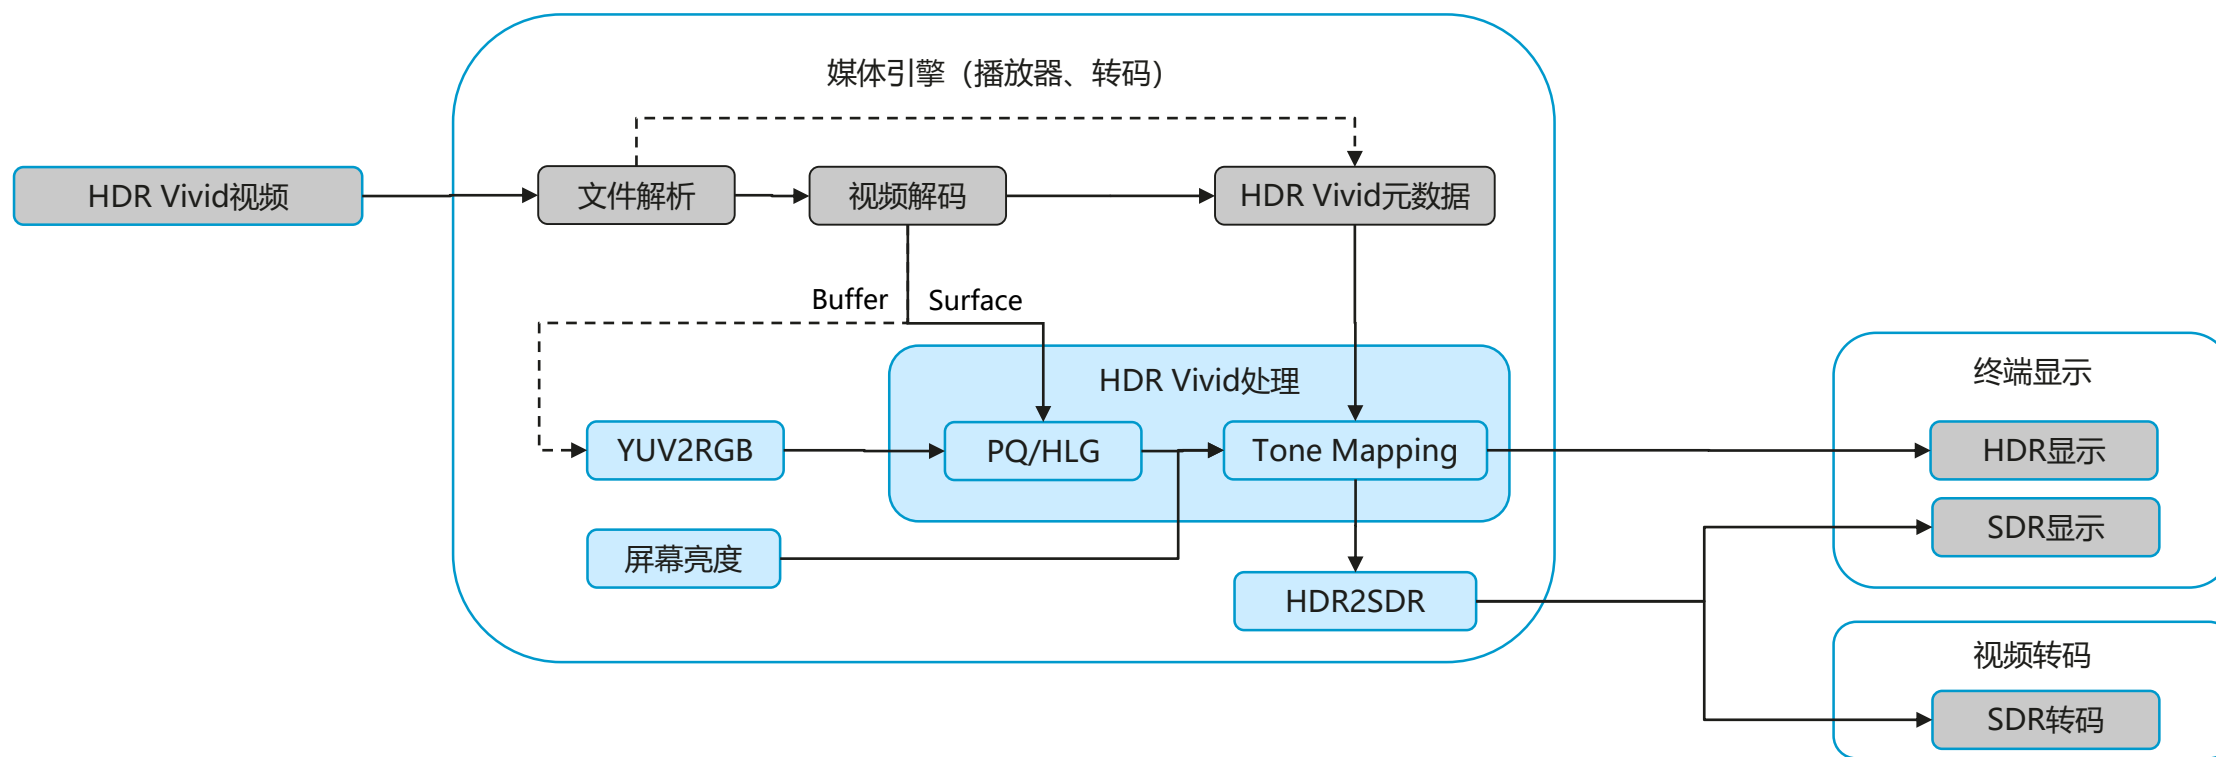 媒体引擎（播放器、转码）
HDR Vivid视频
文件解析
视频解码
HDR Vivid元数据
Buffer
Surface
HDR Vivid处理
终端显示
YUV2RGB
PQ/HLG
Tone Mapping
HDR显示
SDR显示
屏幕亮度
HDR2SDR
视频转码
SDR转码